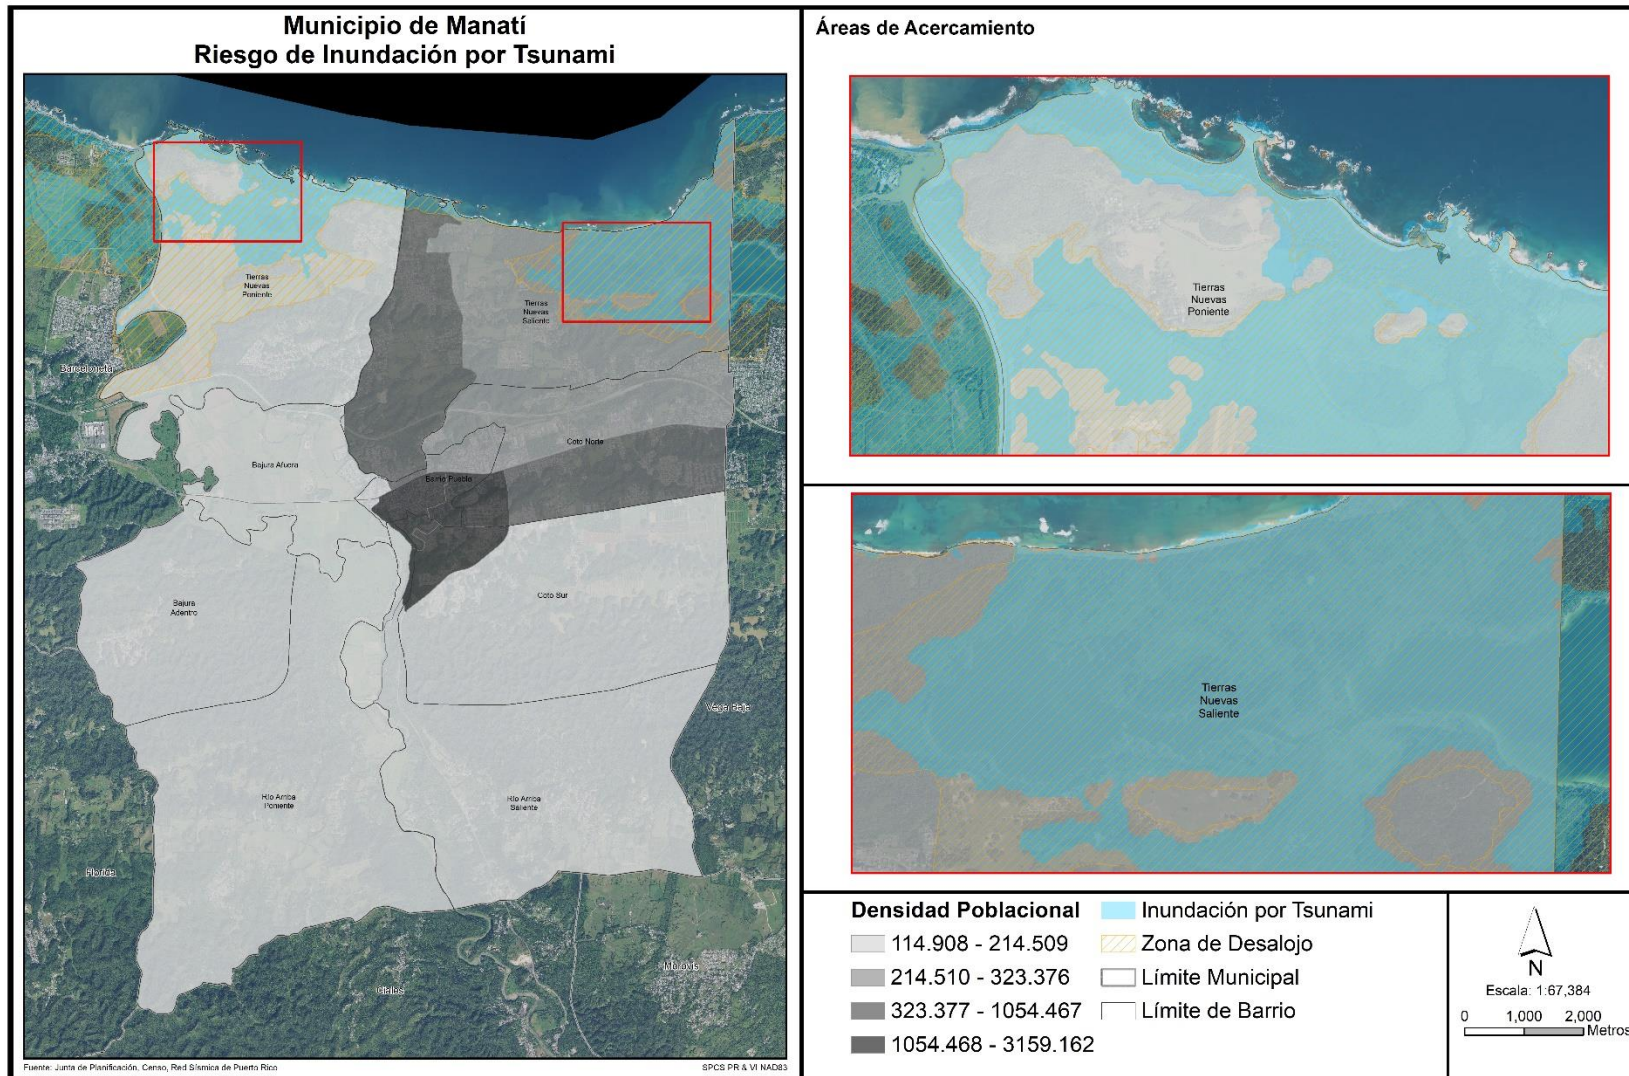 Municipio de Manatí
Riesgo de Inundación por Tsunami
Tierras
Nuevas
Poniente
Tierras
Nuevas
Saliente
Barceloneta
Bajura Afuera
Coto Norte
Barrio Pueblo
Bajura
Adentro
Coto Sur
Vega Baja
Río Arriba
Poniente
Río Arriba
Saliente
Florida
Ciales
Morovis
Fuente: Junta de Planificación, Censo, Red Sísmica de Puerto Rico
SPCS PR & VI NAD83
Áreas de Acercamiento
Tierras
Nuevas
Poniente
Tierras
Nuevas
Saliente
Densidad Poblacional
114.908 - 214.509
214.510 - 323.376
323.377 - 1054.467
1054.468 - 3159.162
Inundación por Tsunami
Zona de Desalojo
Límite Municipal
Límite de Barrio
N
Escala: 1:67,384
0 1,000 2,000
Metros